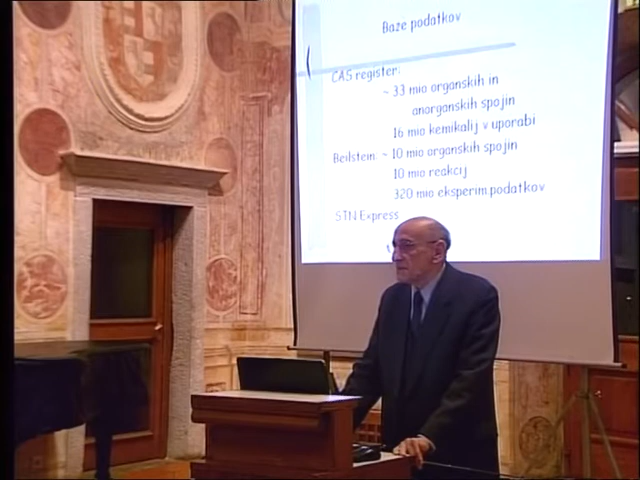 Baze podatkov
CAS register:
~ 33 mio organskih in
anorganskih spojin
16 mio kemikalij v uporabi
Beilstein: ~ 10 mio organskih spojin
10 mio reakcij
320 mio eksperim.podatkov
STN Express